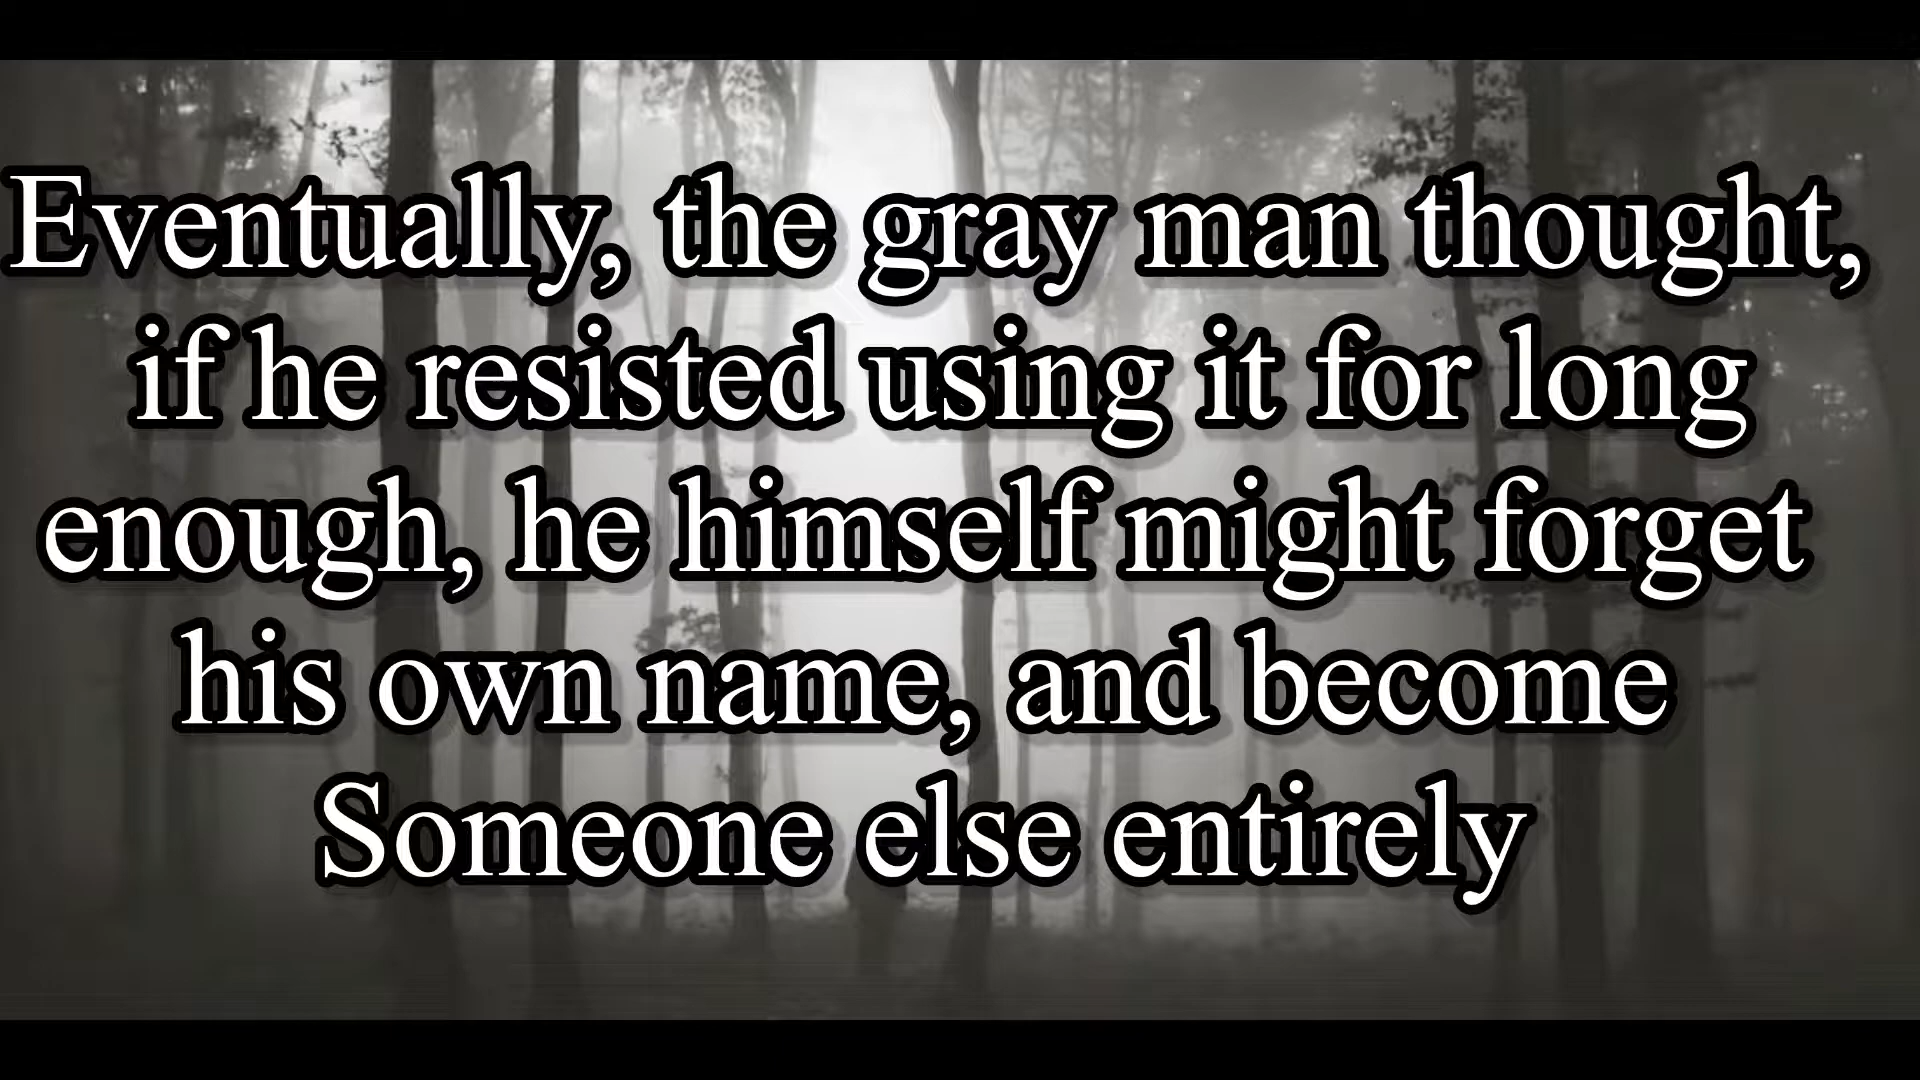 Eventually, the gray man thought,
if he resisted using it for long
enough, he himself might forget
his own name, and become
Someone else entirely